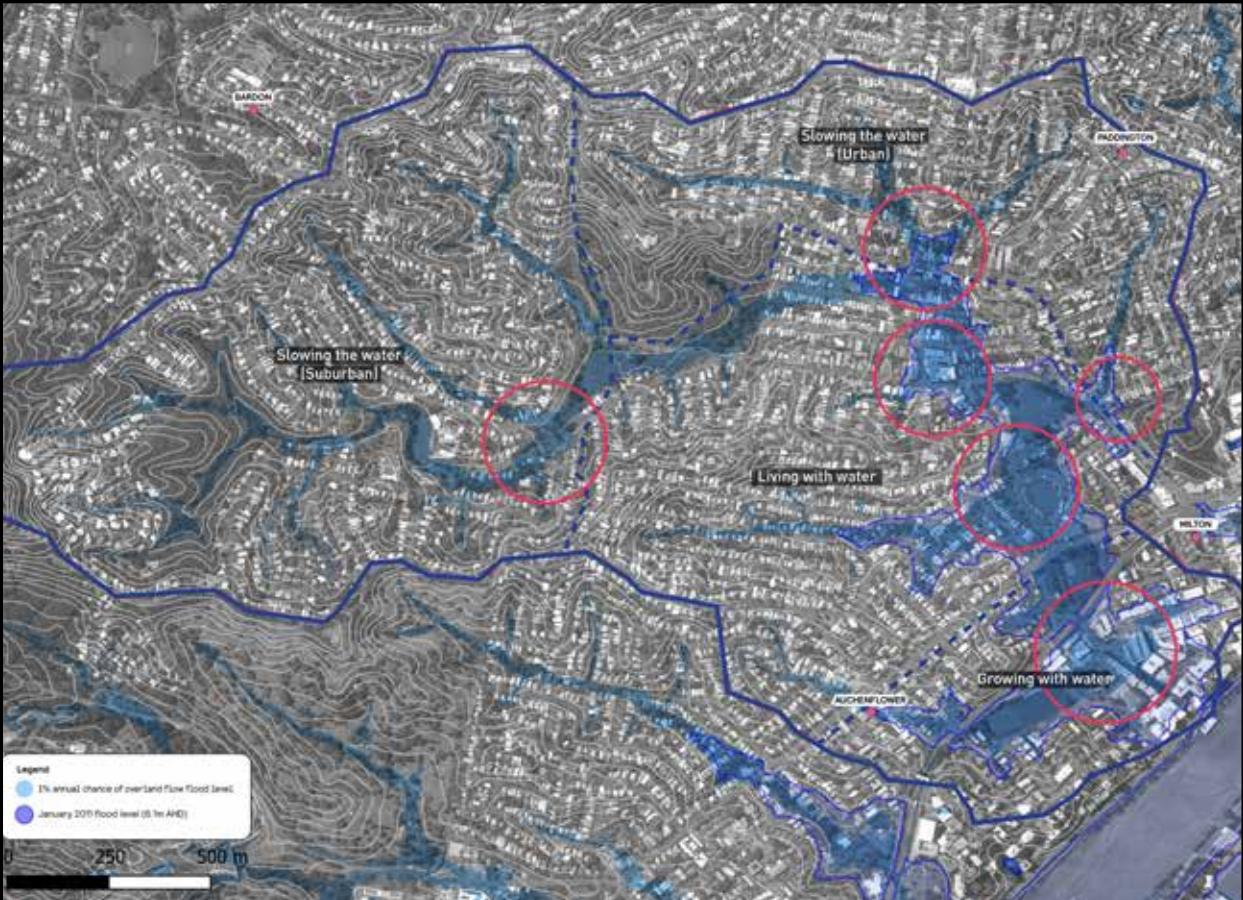 BARDON
Slowing the water
(Urban)
PADDINGTON
Slowing the water
(Suburban)
Living with water
MILTON
Growing with water
AUCHENFLOWER
Legend
1% annual chance of overland flow flood level
January 2011 flood level (6.1m AHD)
0 250 500 m